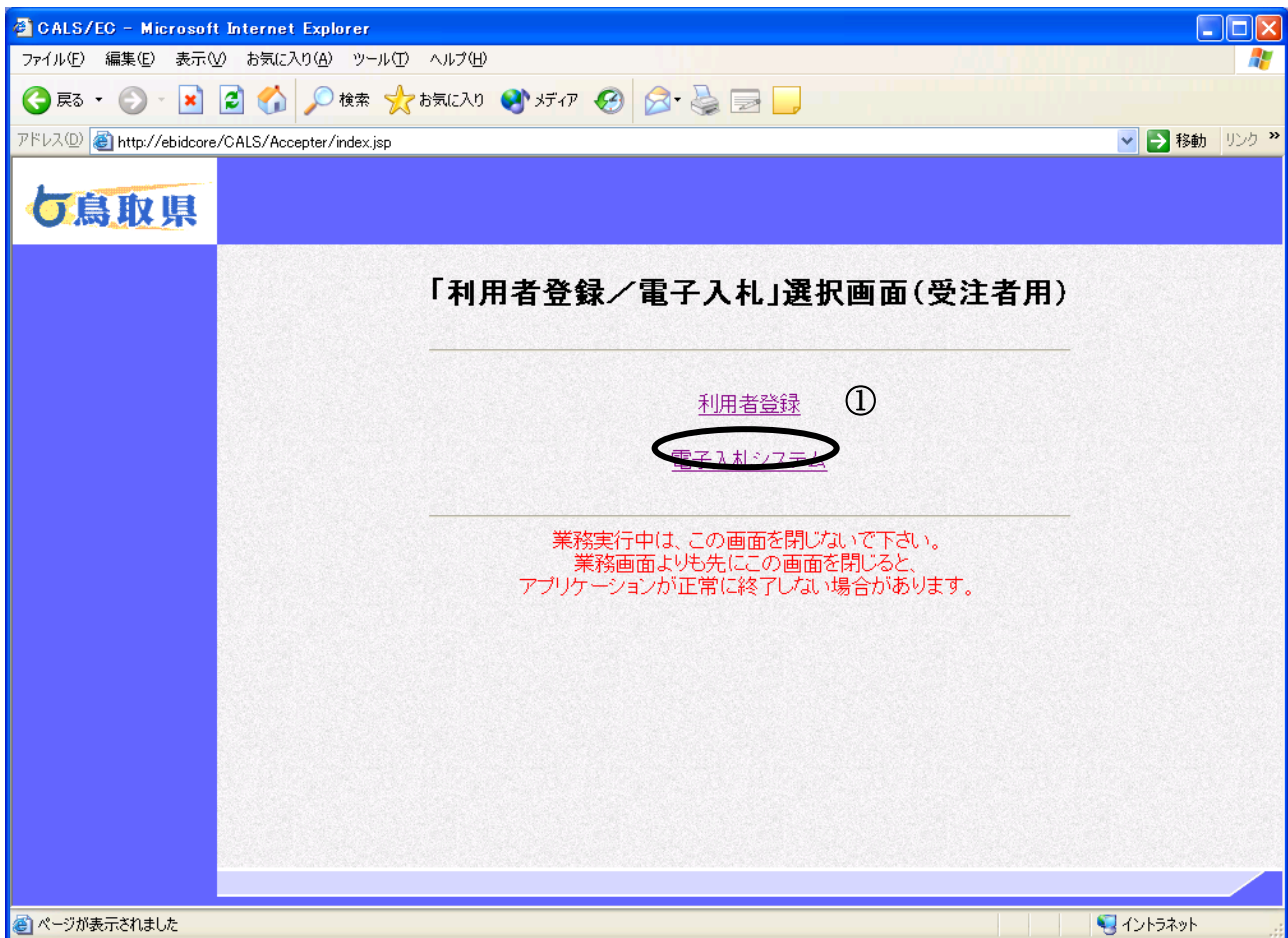 CALS/EC - Microsoft Internet Explorer
ファイル(F) 編集(E) 表示(V) お気に入り(A) ツール(T) ヘルプ(H)
戻る 検索 お気に入り メディア
アドレス(D) http://ebidcore/CALS/Accepter/index.jsp 移動 リンク »
鳥取県
「利用者登録／電子入札」選択画面(受注者用)
利用者登録 ①
電子入札システム
業務実行中は、この画面を閉じないで下さい。
業務画面よりも先にこの画面を閉じると、
アプリケーションが正常に終了しない場合があります。
ページが表示されました イントラネット